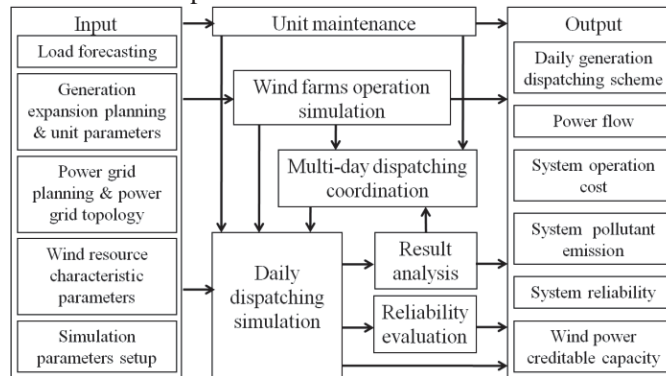 Input
Load forecasting
Generation
expansion planning
& unit parameters
Power grid
planning & power
grid topology
Wind resource
characteristic
parameters
Simulation
parameters setup
Unit maintenance
Wind farms operation
simulation
Multi-day dispatching
coordination
Daily
dispatching
simulation
Result
analysis
Reliability
evaluation
Output
Daily generation
dispatching scheme
Power flow
System operation
cost
System pollutant
emission
System reliability
Wind power
creditable capacity